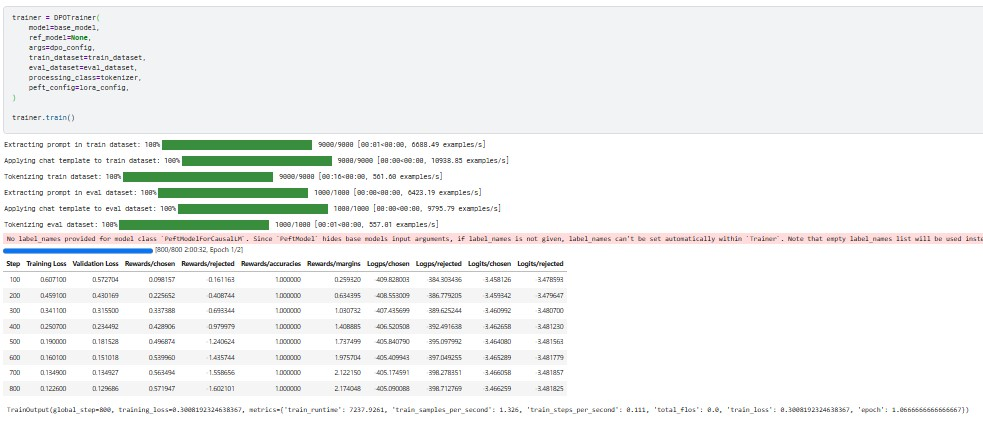 trainer = DPOTrainer(
model=base_model,
ref_model=None,
args=dpo_config,
train_dataset=train_dataset,
eval_dataset=eval_dataset,
processing_class=tokenizer,
peft_config=lora_config,
)
trainer.train()
Extracting prompt in train dataset: 100% 9000/9000 [00:01<00:00, 6688.49 examples/s]
Applying chat template to train dataset: 100% 9000/9000 [00:00<00:00, 10938.85 examples/s]
Tokenizing train dataset: 100% 9000/9000 [00:16<00:00, 561.60 examples/s]
Extracting prompt in eval dataset: 100% 1000/1000 [00:00<00:00, 6423.19 examples/s]
Applying chat template to eval dataset: 100% 1000/1000 [00:00<00:00, 9795.79 examples/s]
Tokenizing eval dataset: 100% 1000/1000 [00:01<00:00, 557.81 examples/s]
No label_names provided for model class `PeftModelForCausalLM`. Since `PeftModel` hides base models input arguments, if label_names is not given, label_names can't be set automatically within `Trainer`. Note that empty label_names list will be used inste
[800/800 2:00:32, Epoch 1/2]
Step Training Loss Validation Loss Rewards/chosen Rewards/rejected Rewards/accuracies Rewards/margins Logps/chosen Logps/rejected Logits/chosen Logits/rejected
100 0.607100 0.572704 0.098157 -0.161163 1.000000 0.259320 -409.828003 -384.303436 -3.458126 -3.478593
200 0.459100 0.430169 0.225652 -0.408744 1.000000 0.634395 -408.553009 -386.779205 -3.459342 -3.479647
300 0.341100 0.315500 0.337388 -0.693344 1.000000 1.030732 -407.435699 -389.625244 -3.460992 -3.480700
400 0.250700 0.234492 0.428906 -0.979979 1.000000 1.408885 -406.520508 -392.491638 -3.462658 -3.481230
500 0.190000 0.181528 0.496874 -1.240624 1.000000 1.737499 -405.840790 -395.097992 -3.464080 -3.481563
600 0.160100 0.151018 0.539960 -1.435744 1.000000 1.975704 -405.409943 -397.049255 -3.465289 -3.481779
700 0.134900 0.134927 0.563494 -1.558656 1.000000 2.122150 -405.174591 -398.278351 -3.466058 -3.481857
800 0.122600 0.129686 0.571947 -1.602101 1.000000 2.174048 -405.090088 -398.712769 -3.466259 -3.481825
TrainOutput(global_step=800, training_loss=0.3008192324638367, metrics={'train_runtime': 7237.9261, 'train_samples_per_second': 1.326, 'train_steps_per_second': 0.111, 'total_flos': 0.0, 'train_loss': 0.3008192324638367, 'epoch': 1.0666666666666667})